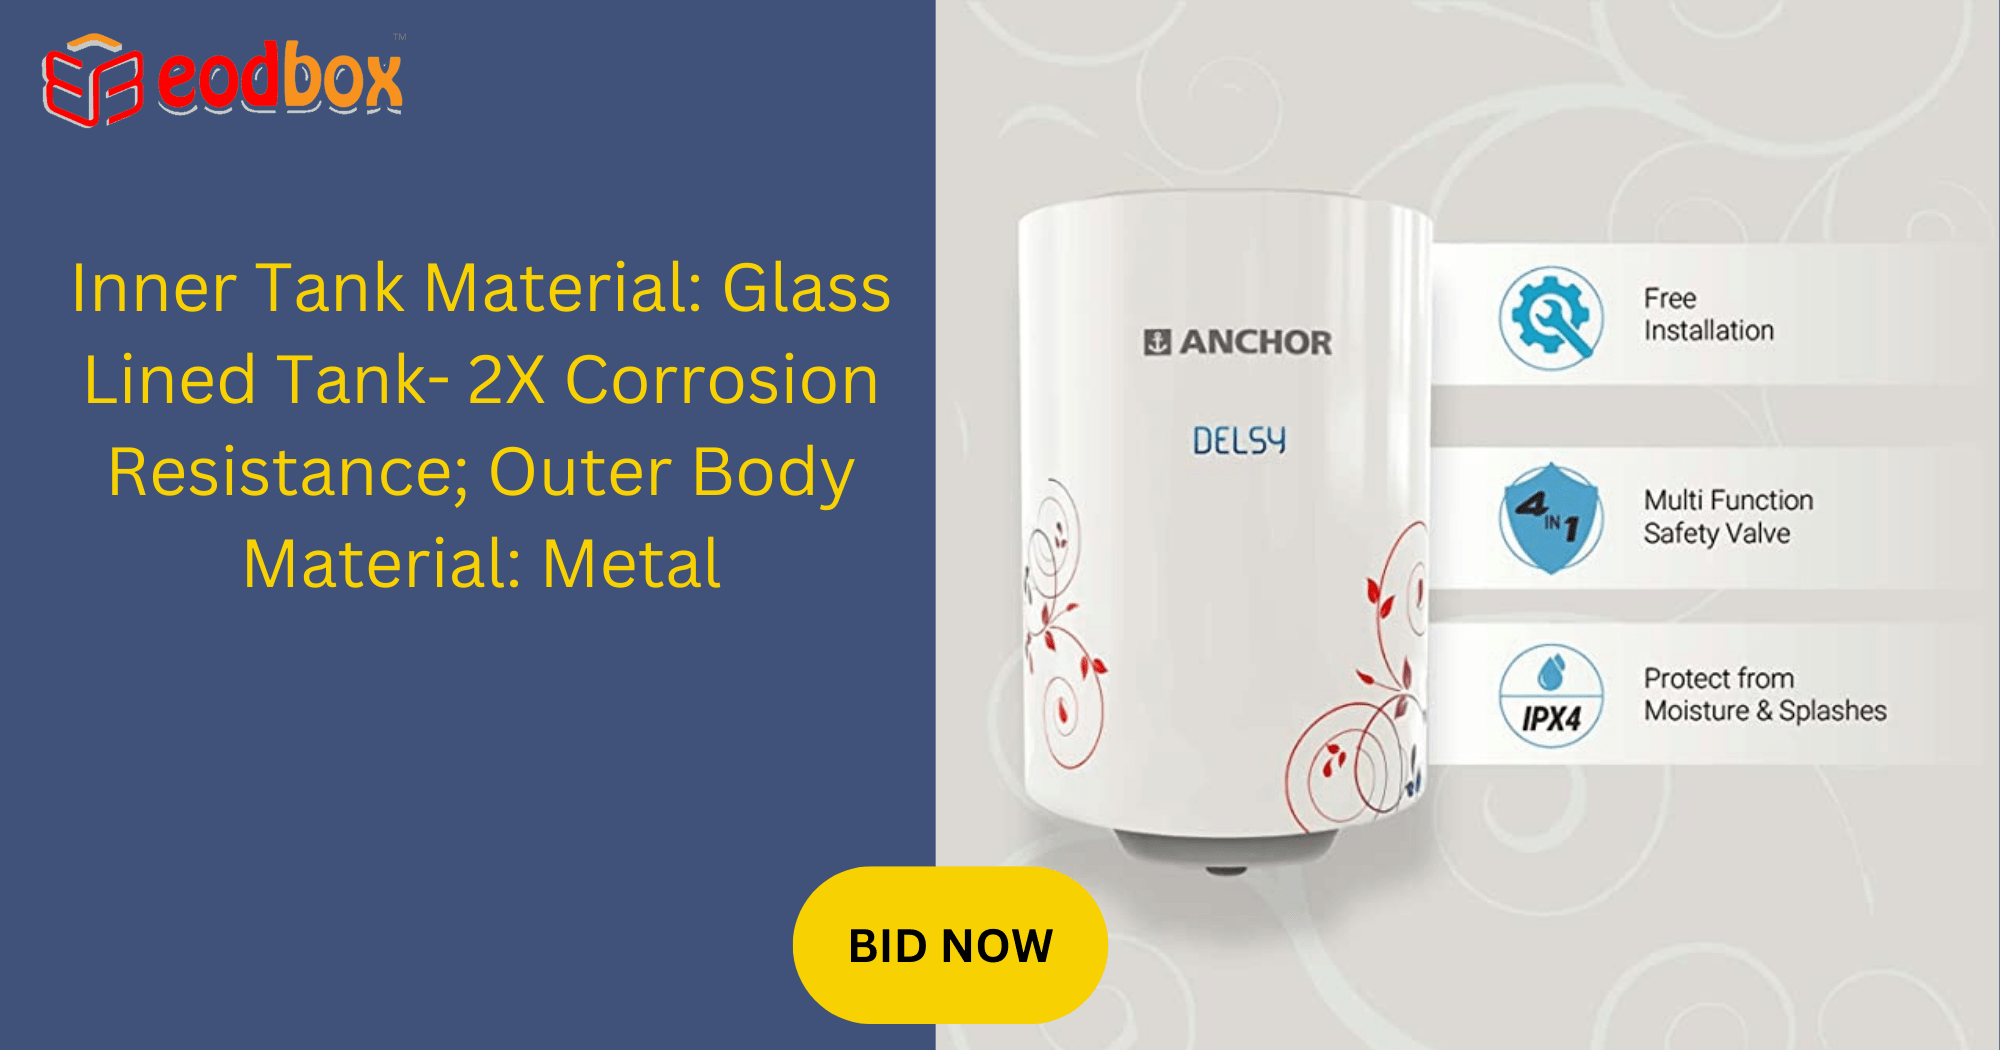 eodbox
TM
Inner Tank Material: Glass
Lined Tank- 2X Corrosion
Resistance; Outer Body
Material: Metal
ANCHOR
DELSY
Free
Installation
4 IN 1
Multi Function
Safety Valve
IPX4
Protect from
Moisture & Splashes
BID NOW